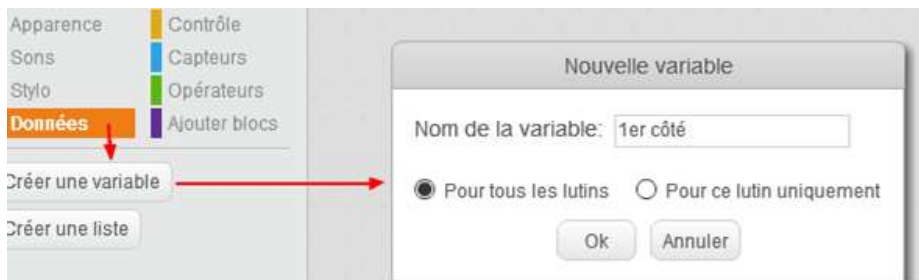 Apparence Contrôle
Sons Capteurs
Stylo Opérateurs
Données Ajouter blocs
Créer une variable
Créer une liste
Nouvelle variable
Nom de la variable: 1er côté
Pour tous les lutins Pour ce lutin uniquement
Ok Annuler